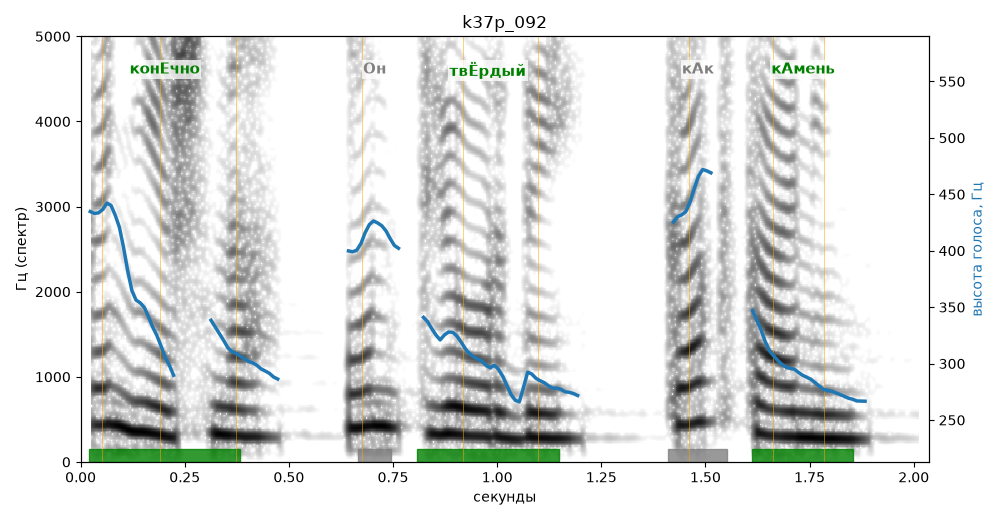 k37p_092
конЕчно
Он
твЁрдый
кАк
кАмень
5000
4000
3000
2000
1000
0
Гц (спектр)
550
500
450
400
350
300
250
высота голоса, Гц
0.00 0.25 0.50 0.75 1.00 1.25 1.50 1.75 2.00
секунды